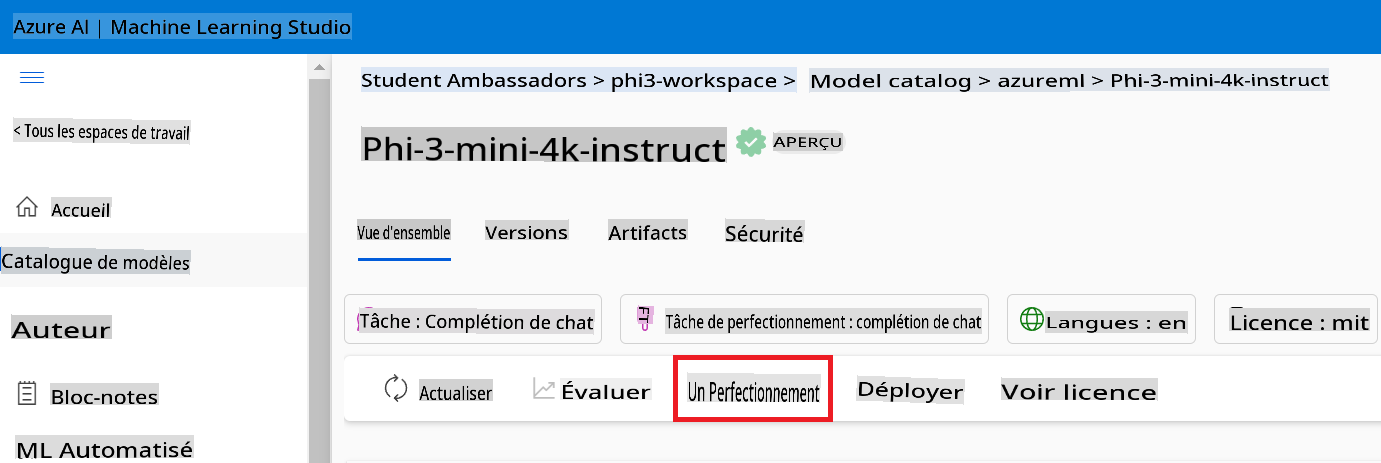 Azure AI | Machine Learning Studio
Student Ambassadors > phi3-workspace > Model catalog > azureml > Phi-3-mini-4k-instruct
< Tous les espaces de travail
Phi-3-mini-4k-instruct APERÇU
Accueil
Vue d'ensemble Versions Artifacts Sécurité
Catalogue de modèles
Tâche : Complétion de chat FT Tâche de perfectionnement : complétion de chat Langues : en Licence : mit
Auteur
Actualiser Évaluer Un Perfectionnement Déployer Voir licence
Bloc-notes
ML Automatisé